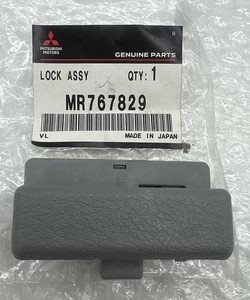 R
MITSUBISHI
MOTORS
GENUINE PARTS
LOCK ASSY QTY: 1
MR767829
VL MADE IN JAPAN